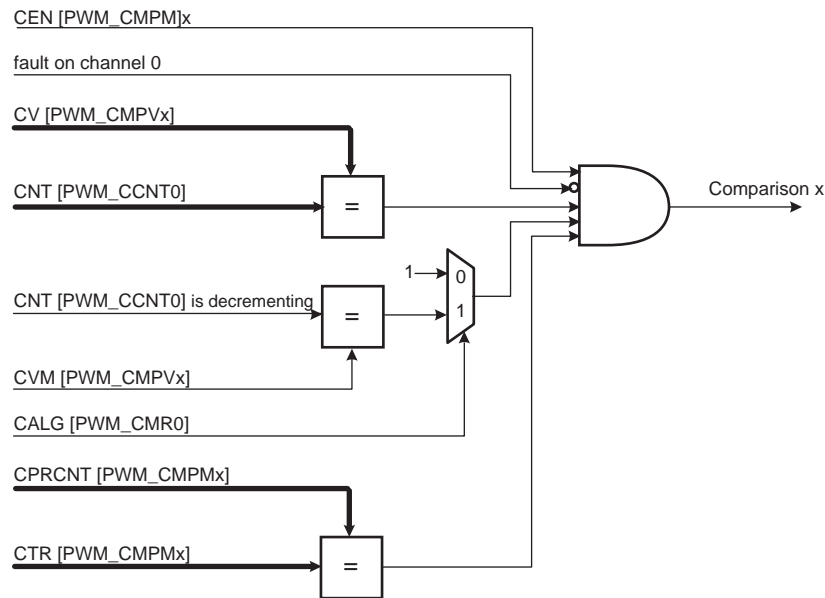 CEN [PWM_CMPM]x
fault on channel 0
CV [PWM_CMPVx]
CNT [PWM_CCNT0]
=
Comparison x
1
0
1
CNT [PWM_CCNT0] is decrementing
=
CVM [PWM_CMPVx]
CALG [PWM_CMR0]
CPRCNT [PWM_CMPMx]
CTR [PWM_CMPMx]
=